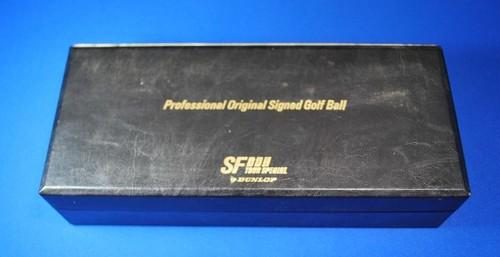 Professional Original Signed Golf Ball
SF
TOUR SPECIAL
DUNLOP